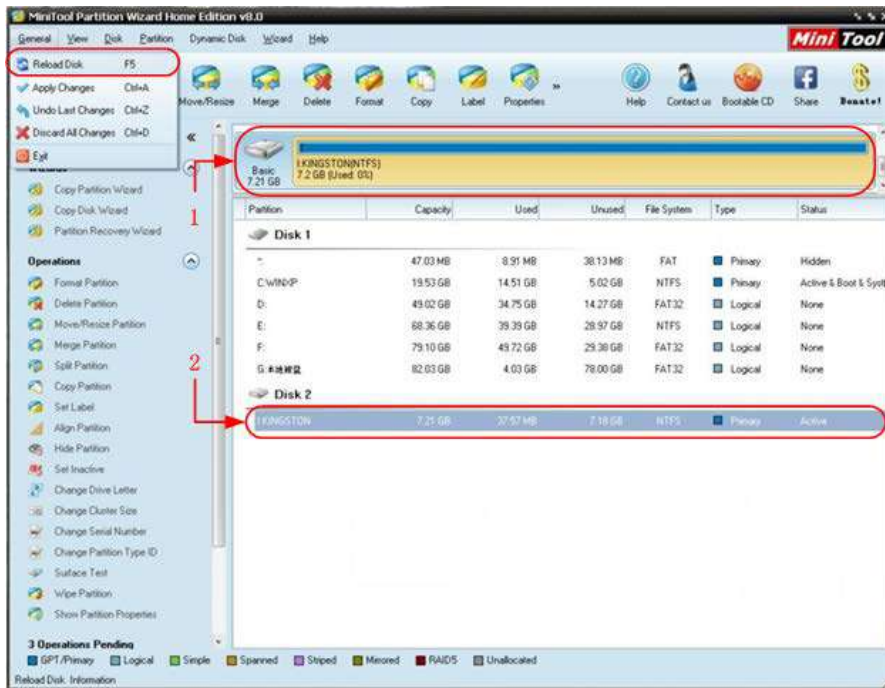 MiniTool Partition Wizard Home Edition v8.0
General View Disk Partition Dynamic Disk Wizard Help
Mini Tool
Reload Disk F5
Apply Changes Ctrl+A
Undo Last Changes Ctrl+Z
Discard All Changes Ctrl+D
Exit
Move/Resize Merge Delete Format Copy Label Properties » Help Contact us Bootable CD Share Donate!
«
1
Basic
7.21 GB
I:KINGSTON(NTFS)
7.2 GB (Used: 0%)
Wizards
Copy Partition Wizard
Copy Disk Wizard
Partition Recovery Wizard
Operations
Format Partition
Delete Partition
Move/Resize Partition
Merge Partition
Split Partition
Copy Partition
Set Label
Align Partition
Hide Partition
Set Inactive
Change Drive Letter
Change Cluster Size
Change Serial Number
Change Partition Type ID
Surface Test
Wipe Partition
Show Partition Properties
3 Operations Pending
2
Partition Capacity Used Unused File System Type Status
Disk 1
*: 47.03 MB 8.91 MB 38.13 MB FAT Primary Hidden
C:WINXP 19.53 GB 14.51 GB 5.02 GB NTFS Primary Active & Boot & Syst
D: 49.02 GB 34.75 GB 14.27 GB FAT32 Logical None
E: 68.36 GB 39.39 GB 28.97 GB NTFS Logical None
F: 79.10 GB 49.72 GB 29.38 GB FAT32 Logical None
G:本地磁盘 82.03 GB 4.03 GB 78.00 GB FAT32 Logical None
Disk 2
I:KINGSTON 7.21 GB 37.57 MB 7.18 GB NTFS Primary Active
GPT/Primary Logical Simple Spanned Striped Mirrored RAID5 Unallocated
Reload Disk Information